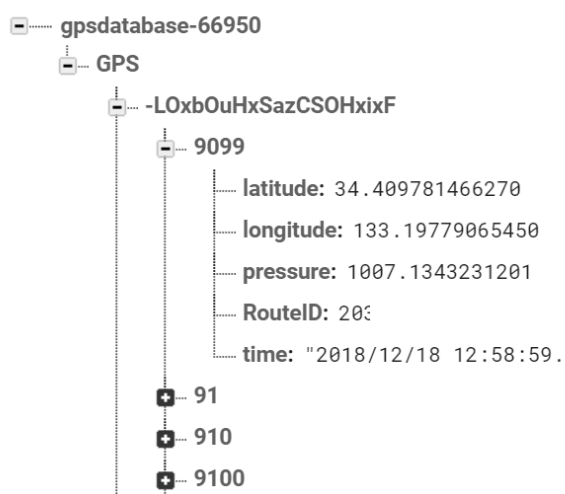 gpsdatabase-66950
GPS
-LOxbOuHxSazCSOHxixF
9099
latitude: 34.409781466270
longitude: 133.19779065450
pressure: 1007.1343231201
RouteID: 203
time: "2018/12/18 12:58:59.
91
910
9100